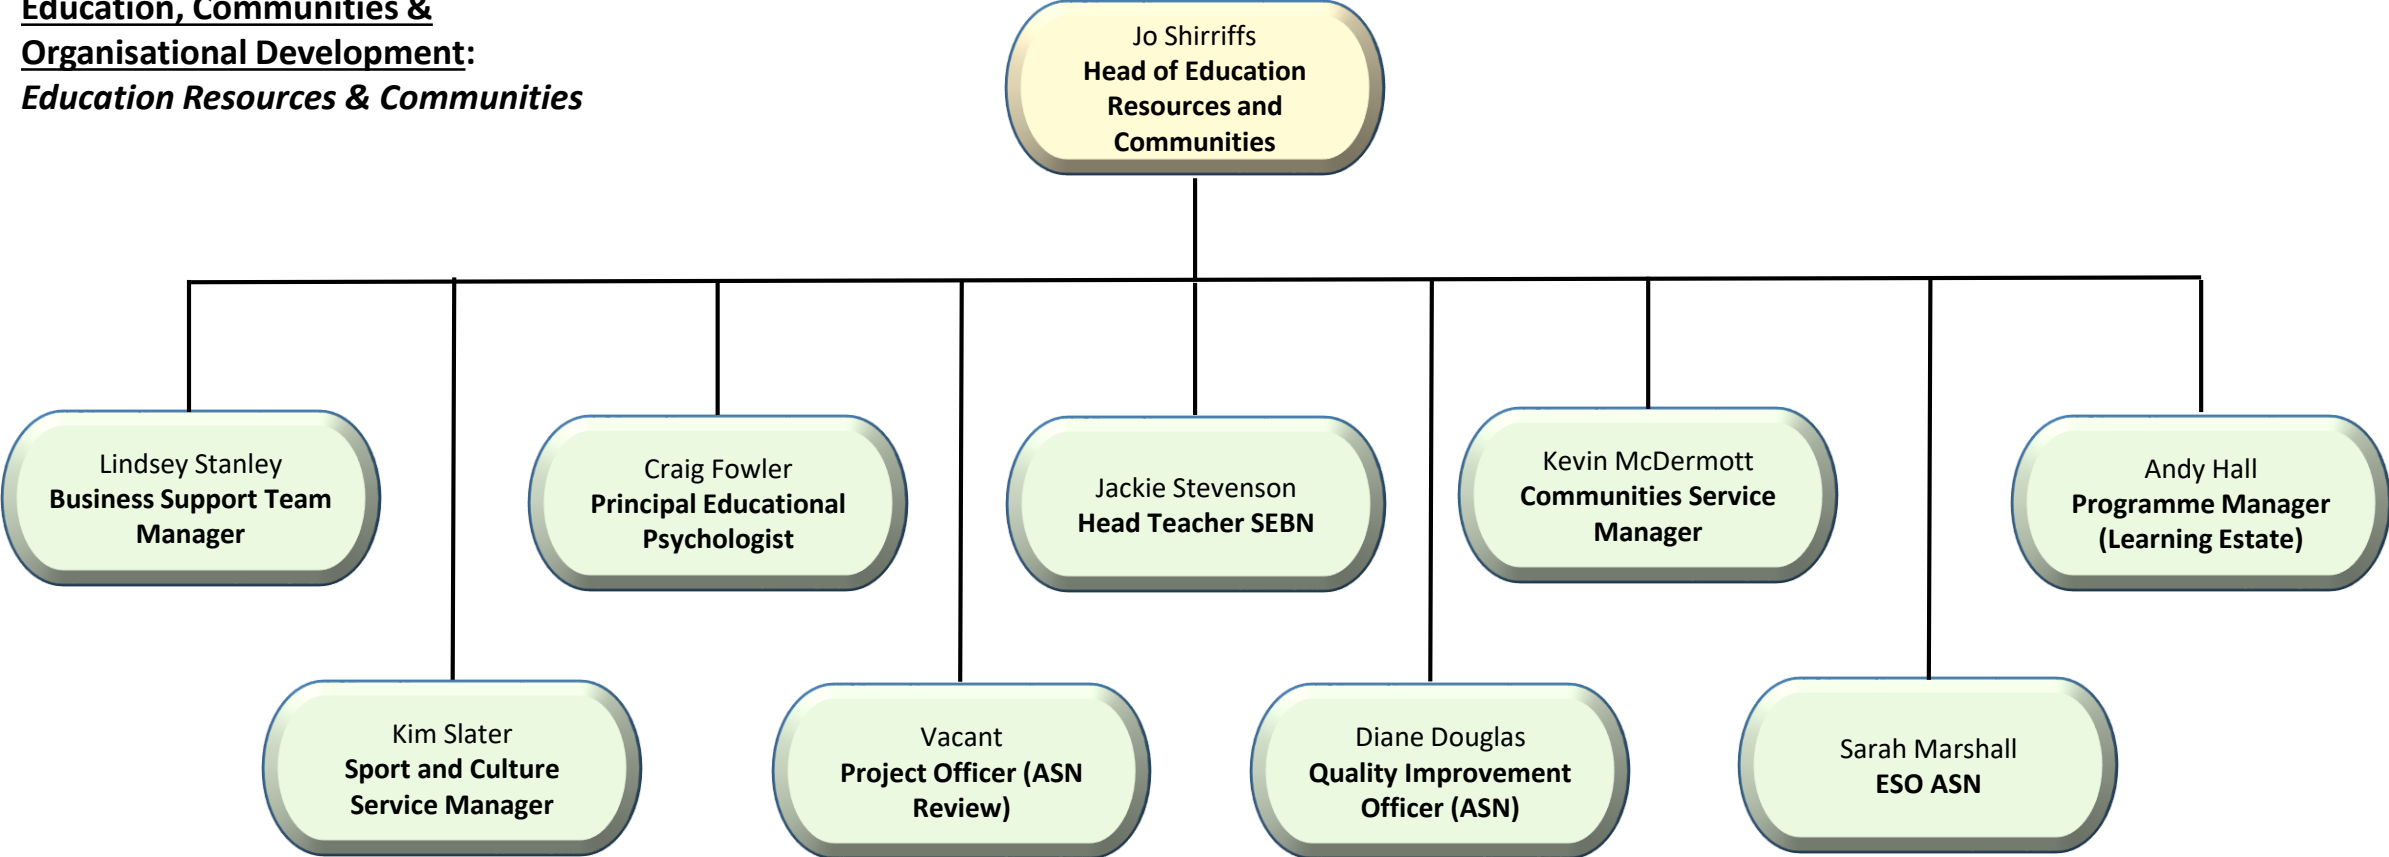 Education, Communities &
Organisational Development:
Education Resources & Communities
Jo Shirriffs
Head of Education
Resources and
Communities
Lindsey Stanley
Business Support Team
Manager
Craig Fowler
Principal Educational
Psychologist
Jackie Stevenson
Head Teacher SEBN
Kevin McDermott
Communities Service
Manager
Andy Hall
Programme Manager
(Learning Estate)
Kim Slater
Sport and Culture
Service Manager
Vacant
Project Officer (ASN
Review)
Diane Douglas
Quality Improvement
Officer (ASN)
Sarah Marshall
ESO ASN